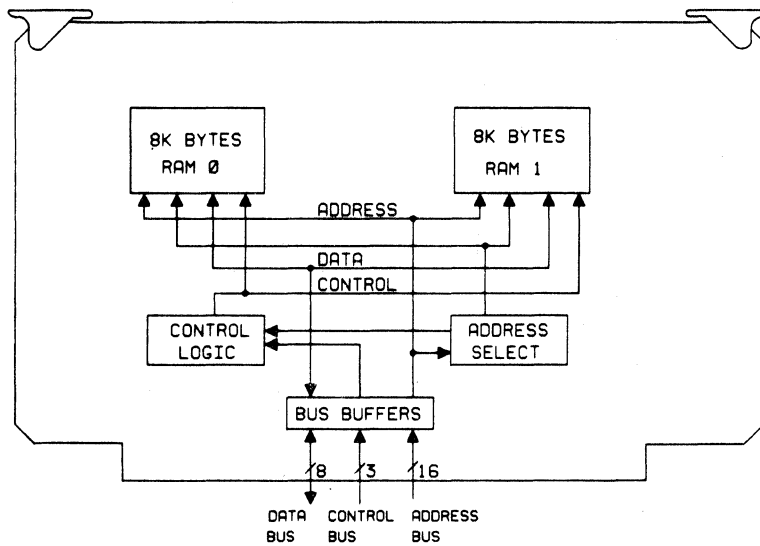 8K BYTES
RAM 0
8K BYTES
RAM 1
ADDRESS
DATA
CONTROL
CONTROL
LOGIC
ADDRESS
SELECT
BUS BUFFERS
8
3
16
DATA
BUS
CONTROL
BUS
ADDRESS
BUS